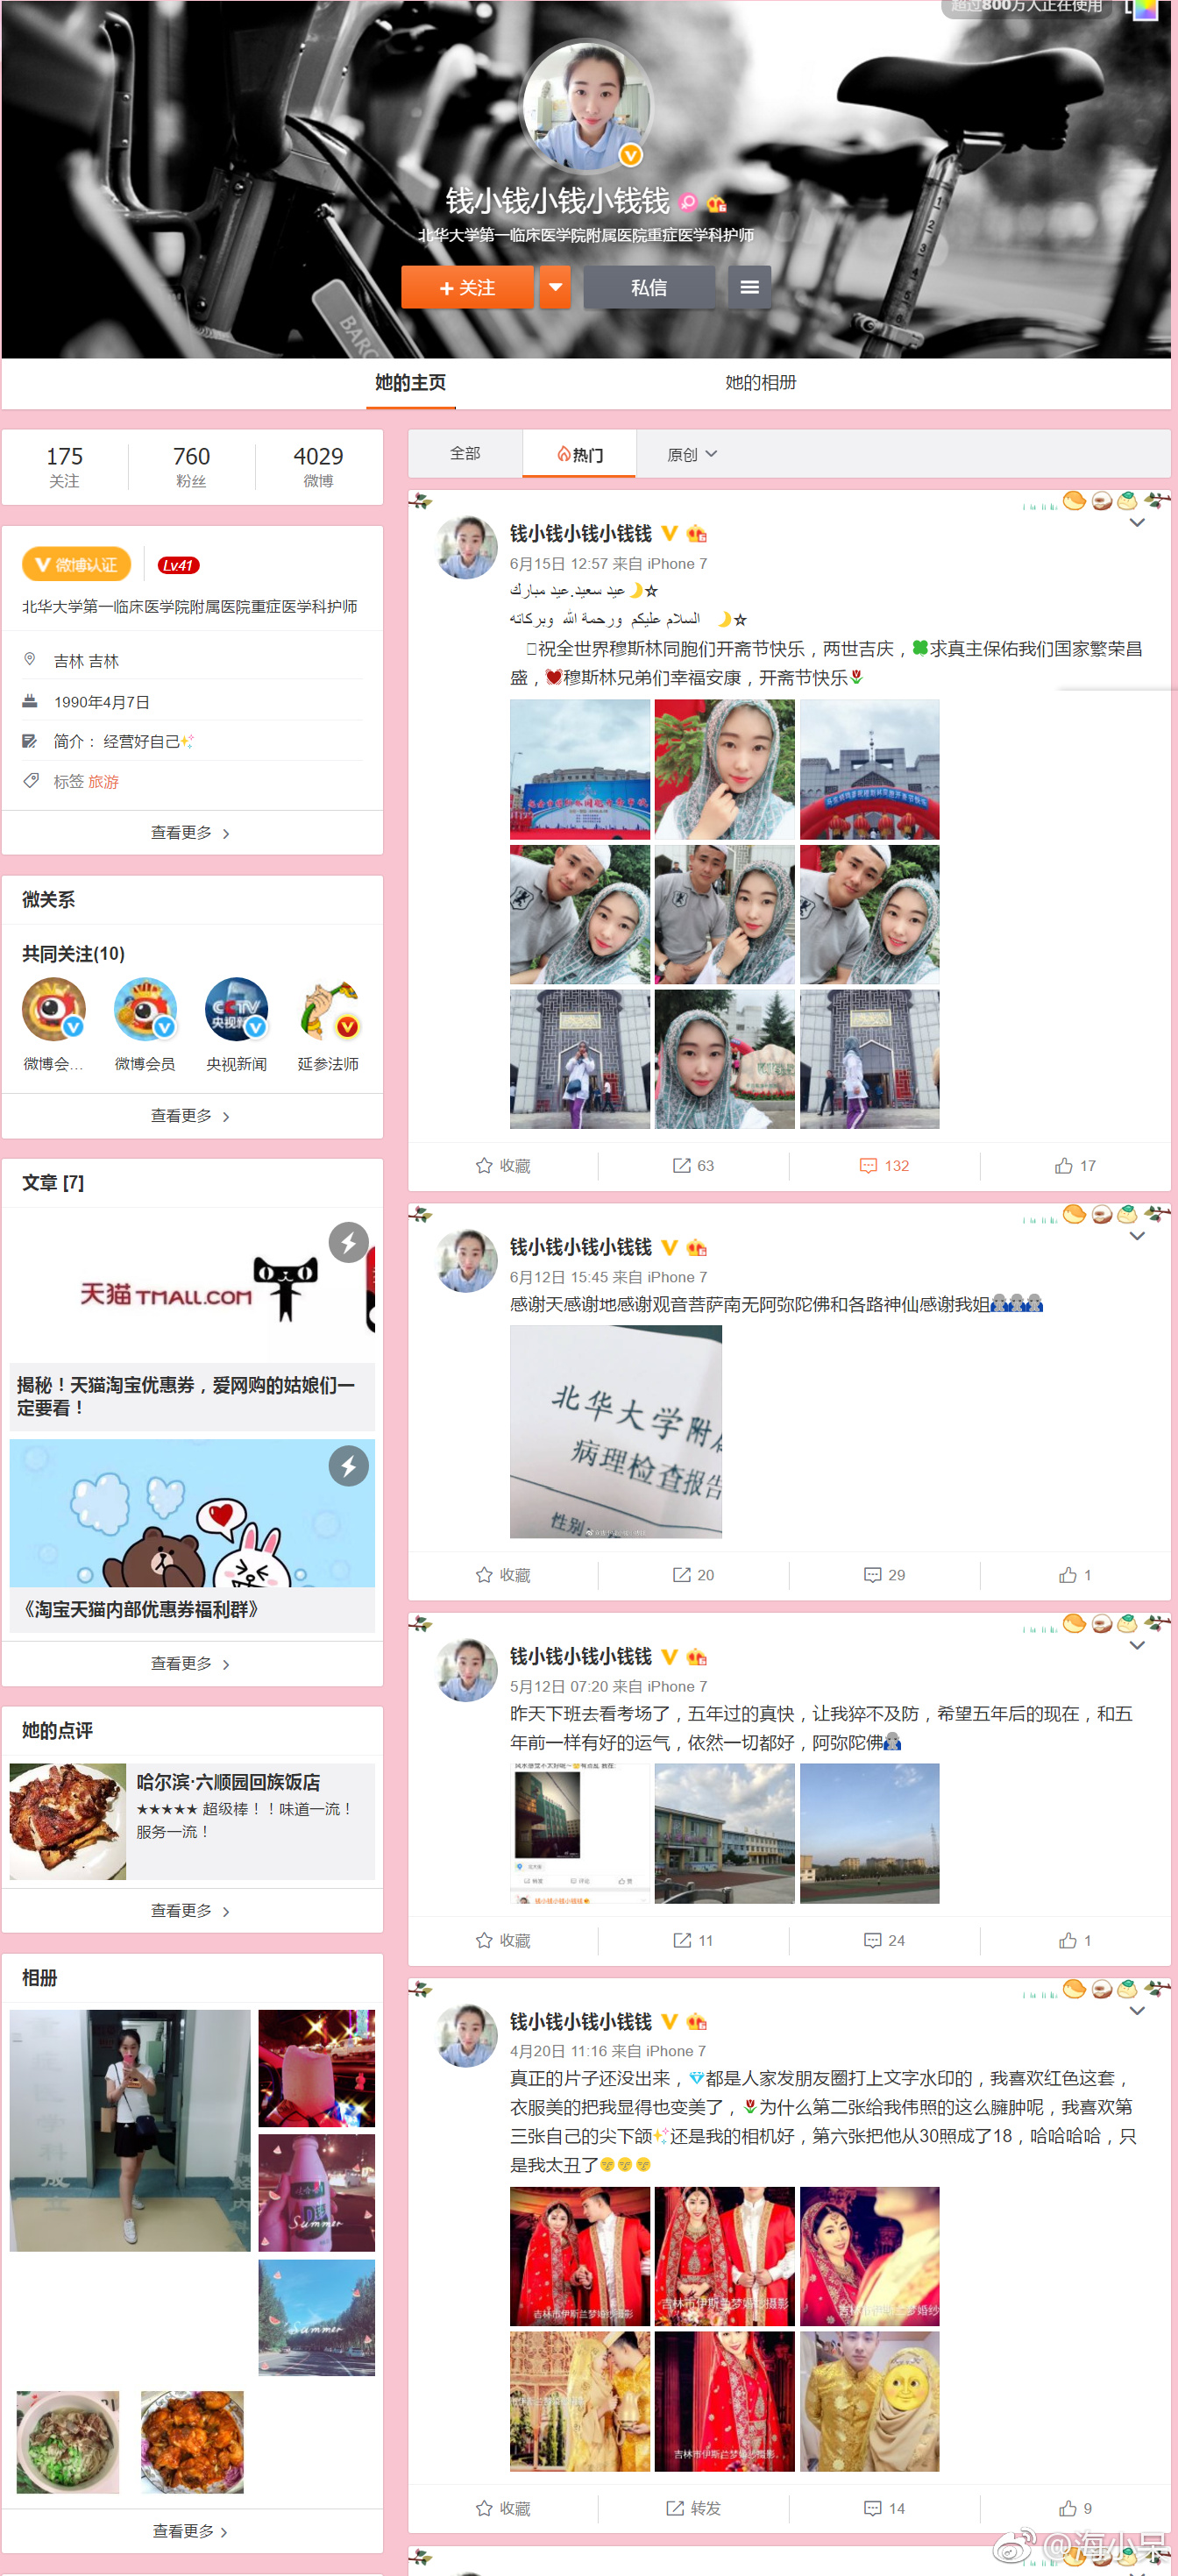 超过800万人正在使用
BARC
钱小钱小钱小钱钱
北华大学第一临床医学院附属医院重症医学科护师
+ 关注
私信
她的主页
她的相册
175
关注
760
粉丝
4029
微博
微博认证
Lv.41
北华大学第一临床医学院附属医院重症医学科护师
吉林 吉林
1990年4月7日
简介： 经营好自己✨
标签 旅游
查看更多 >
微关系
共同关注(10)
CCTV
央视新
微博会...
微博会员
央视新闻
延参法师
查看更多 >
文章 [7]
天猫 TMALL.COM
揭秘！天猫淘宝优惠券，爱网购的姑娘们一
定要看！
《淘宝天猫内部优惠券福利群》
查看更多 >
她的点评
哈尔滨·六顺园回族饭店
★★★★★ 超级棒！！味道一流！
服务一流！
查看更多 >
相册
Summer
Summer
查看更多 >
全部
热门
原创
钱小钱小钱小钱钱
6月15日 12:57 来自 iPhone 7
عيد سعيد.عيد مبارك🌙☆
السلام عليكم ورحمة الله وبركاته 🌙☆
祝全世界穆斯林同胞们开斋节快乐，两世吉庆，🍀求真主保佑我们国家繁荣昌
盛，💓穆斯林兄弟们幸福安康，开斋节快乐🌷
收藏
63
132
17
钱小钱小钱小钱钱
6月12日 15:45 来自 iPhone 7
感谢天感谢地感谢观音菩萨南无阿弥陀佛和各路神仙感谢我姐
北华大学附
病理检查报告
性别
收藏
20
29
1
钱小钱小钱小钱钱
5月12日 07:20 来自 iPhone 7
昨天下班去看考场了，五年过的真快，让我猝不及防，希望五年后的现在，和五
年前一样有好的运气，依然一切都好，阿弥陀佛
钱小钱小钱小钱钱
收藏
11
24
1
钱小钱小钱小钱钱
4月20日 11:16 来自 iPhone 7
真正的片子还没出来，💎都是人家发朋友圈打上文字水印的，我喜欢红色这套，
衣服美的把我显得也变美了，🌷为什么第二张给我伟照的这么臃肿呢，我喜欢第
三张自己的尖下颌✨还是我的相机好，第六张把他从30照成了18，哈哈哈哈，只
是我太丑了
吉林市伊斯兰梦婚纱摄影
吉林市伊斯兰梦婚纱摄影
吉林市伊斯兰梦婚纱
吉林市伊斯兰梦婚纱摄影
收藏
转发
14
9
@海小呆